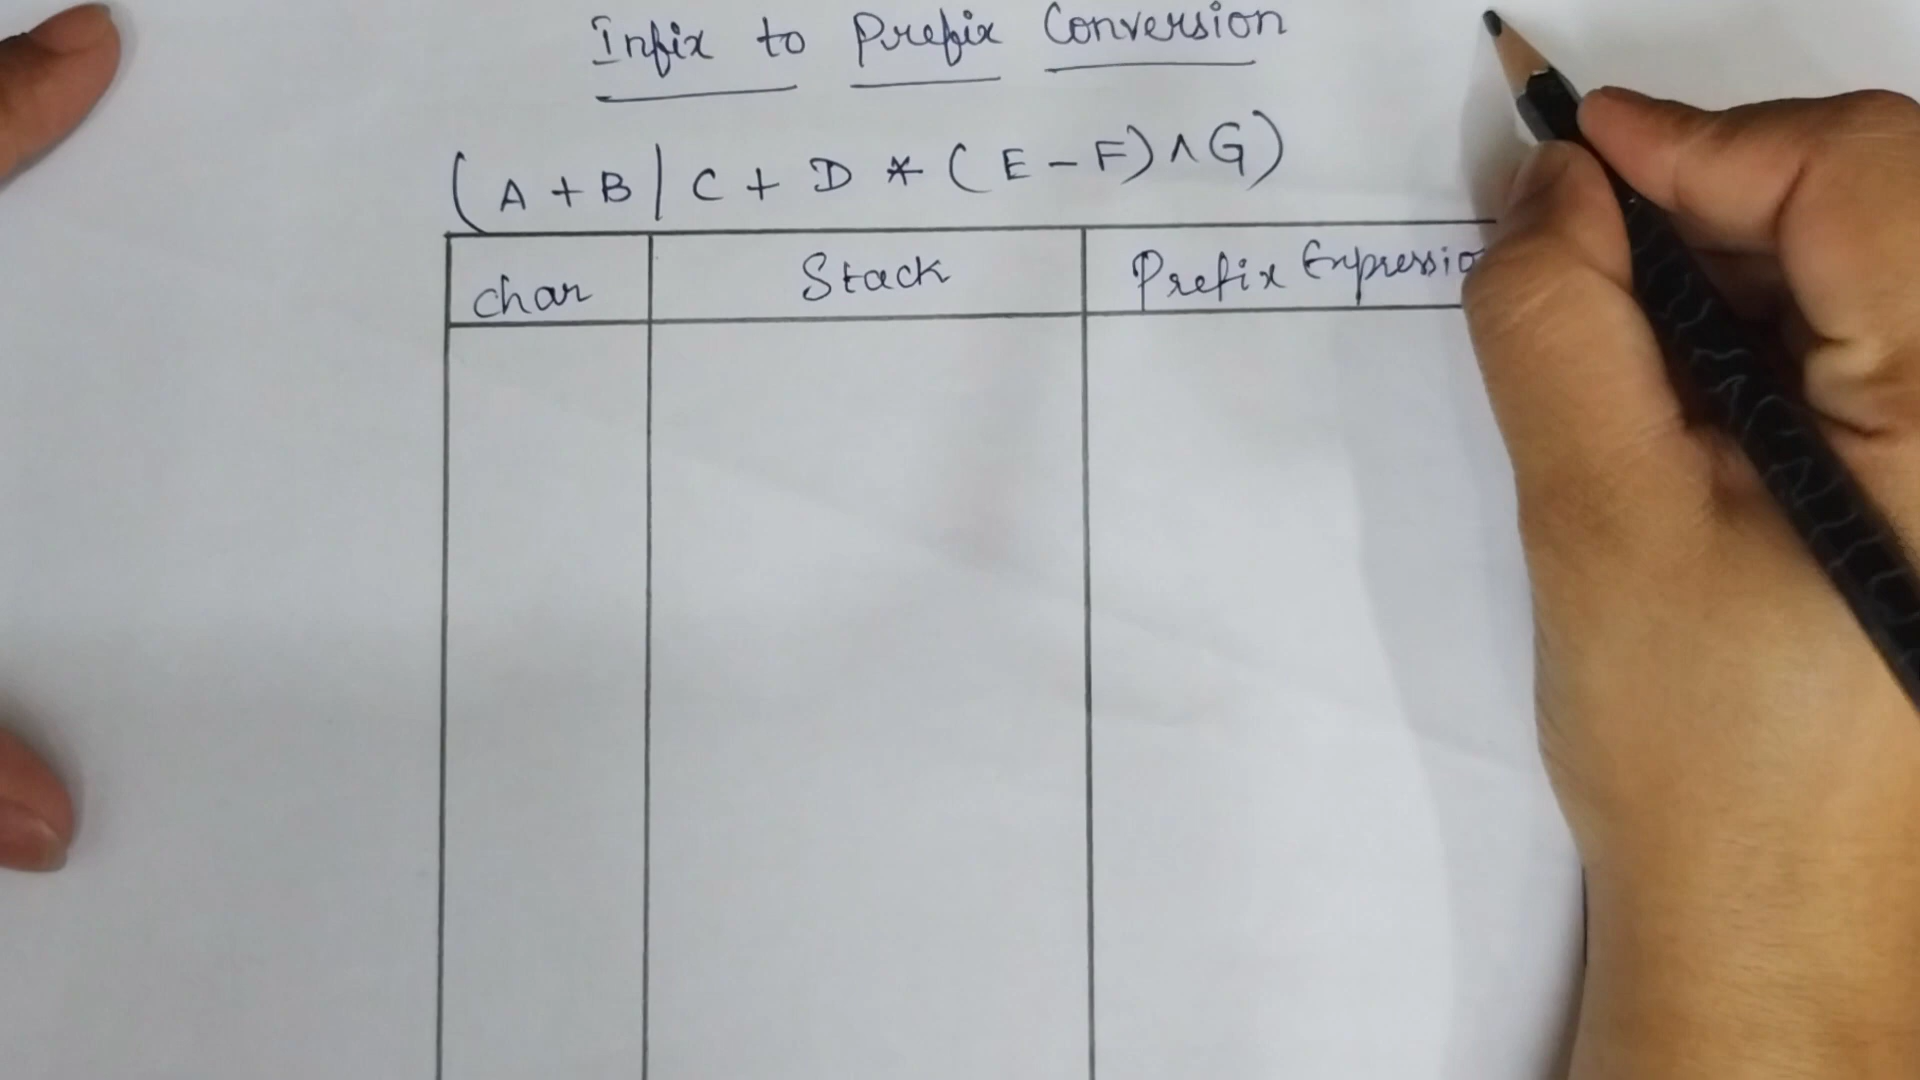 Infix to Prefix Conversion
(A+B/C+D*(E-F)^G)
char Stack Prefix Expressio